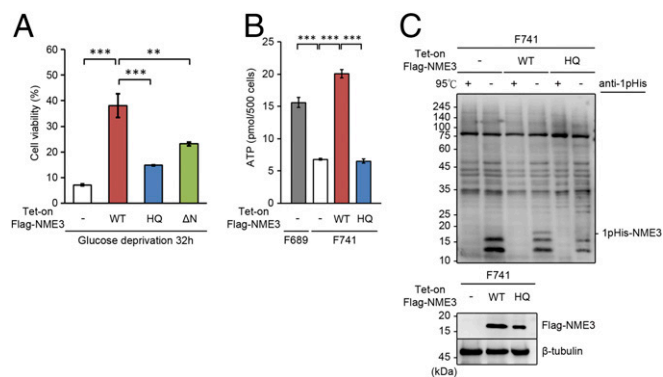 A
***
**
***
Cell viability (%)
60
50
40
30
20
10
0
Tet-on
Flag-NME3
- WT HQ ΔN
Glucose deprivation 32h
B
*** *** ***
ATP (pmol/500 cells)
25
20
15
10
5
0
Tet-on
Flag-NME3
- - WT HQ
F689 F741
C
F741
Tet-on
Flag-NME3
- WT HQ
95℃ + - + - + - anti-1pHis
245
140
100
75
60
45
35
20
15
10
1pHis-NME3
F741
Tet-on
Flag-NME3
- WT HQ
20
15
Flag-NME3
45
β-tubulin
(kDa)